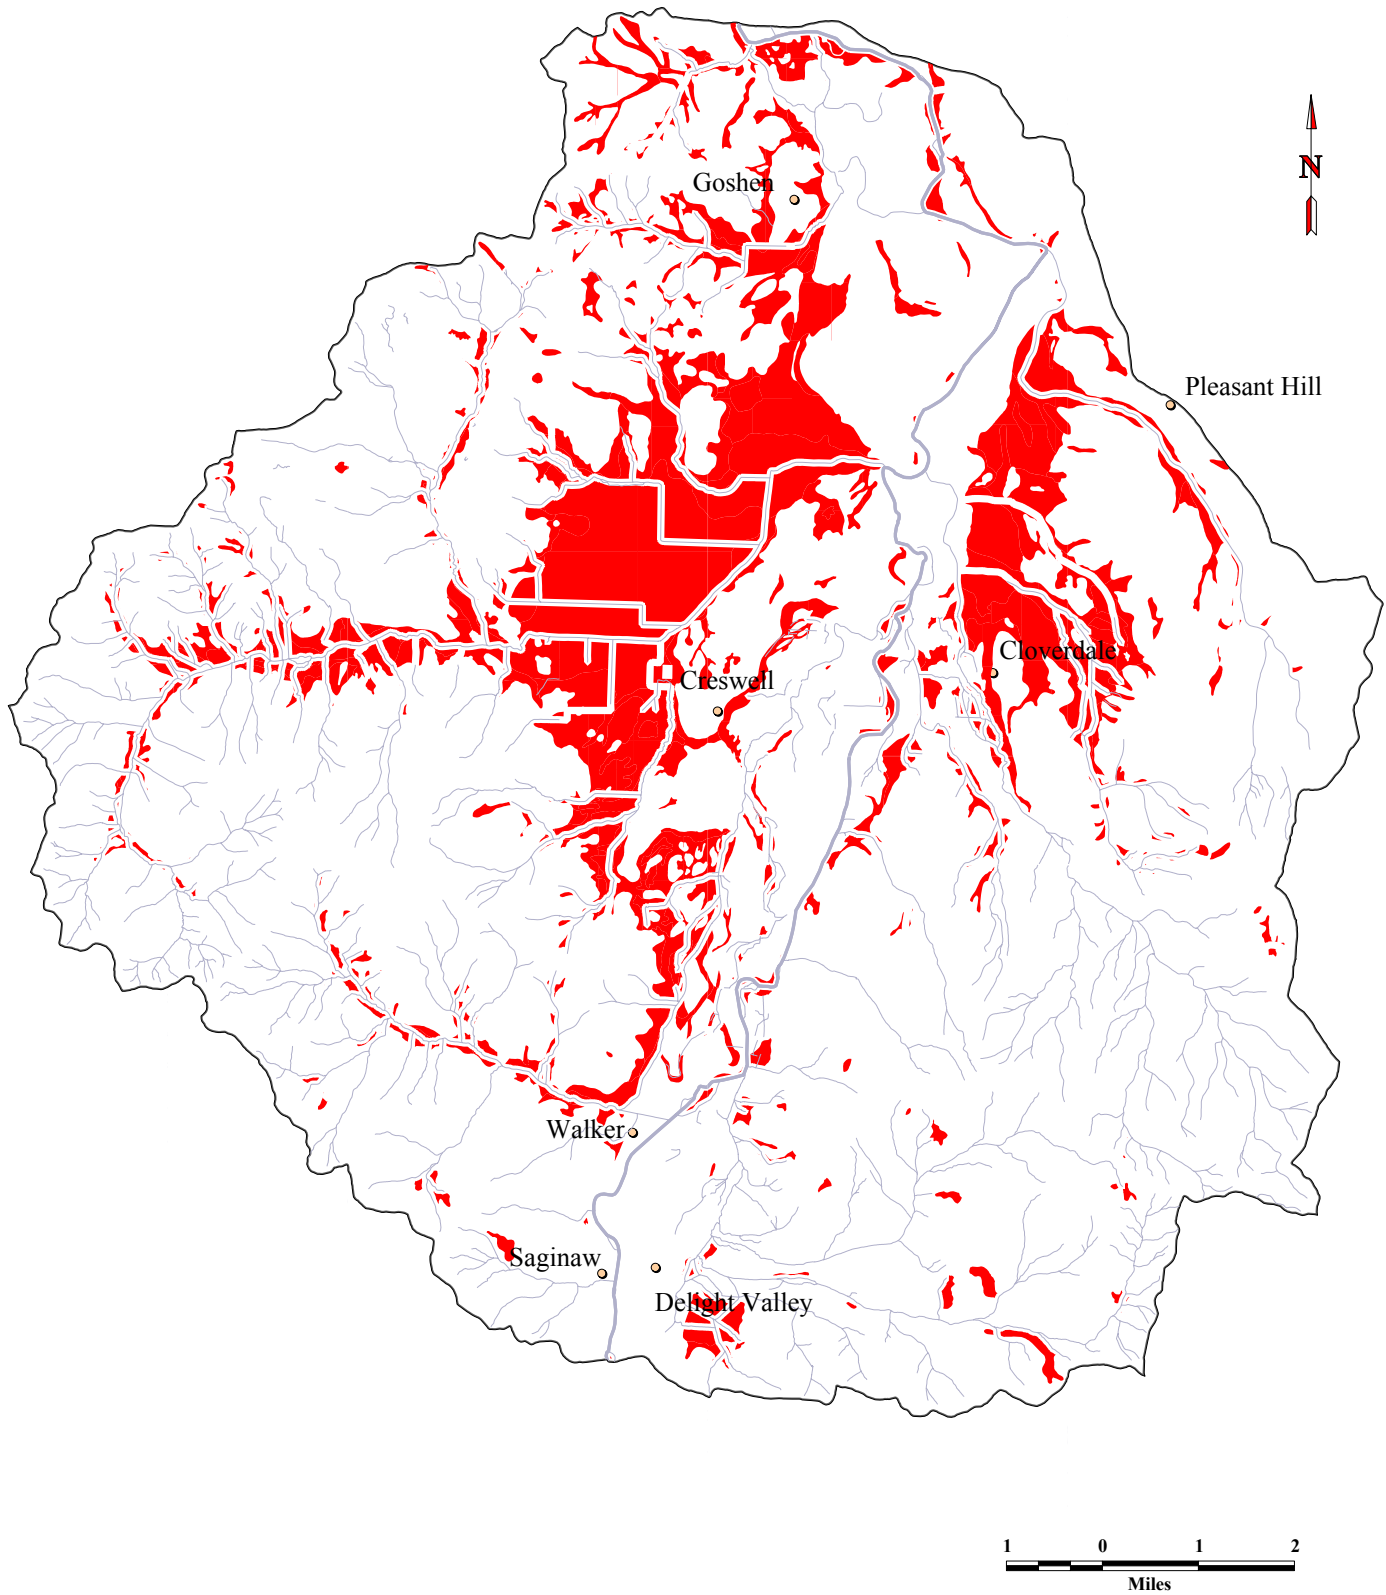 Goshen
N
Pleasant Hill
Cloverdale
Creswell
Walker
Saginaw
Delight Valley
1 0 1 2
Miles